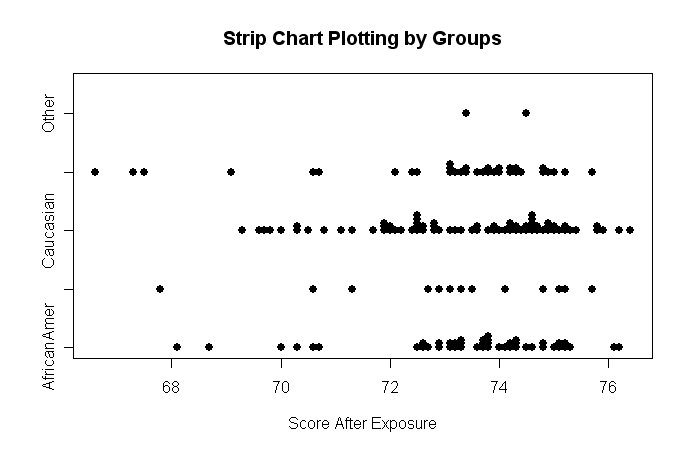 Strip Chart Plotting by Groups
Other
Caucasian
AfricanAmer
68 70 72 74 76
Score After Exposure